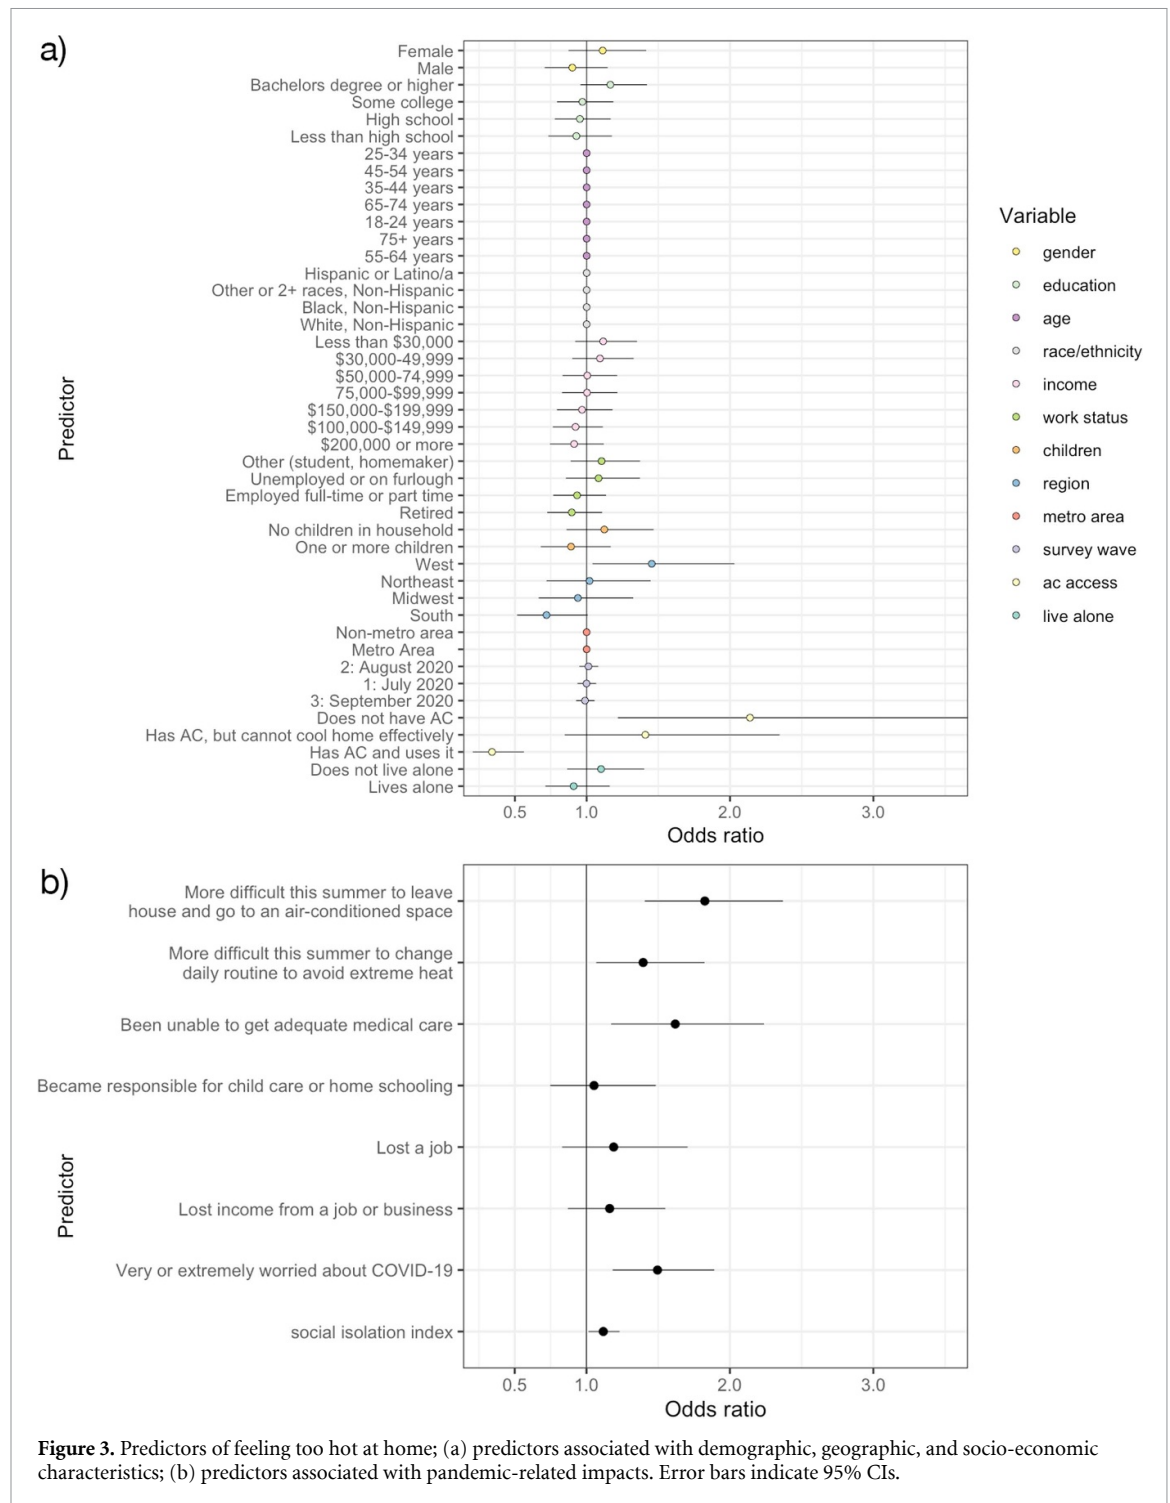 a)
Predictor
Female
Male
Bachelors degree or higher
Some college
High school
Less than high school
25-34 years
45-54 years
35-44 years
65-74 years
18-24 years
75+ years
55-64 years
Hispanic or Latino/a
Other or 2+ races, Non-Hispanic
Black, Non-Hispanic
White, Non-Hispanic
Less than $30,000
$30,000-49,999
$50,000-74,999
75,000-$99,999
$150,000-$199,999
$100,000-$149,999
$200,000 or more
Other (student, homemaker)
Unemployed or on furlough
Employed full-time or part time
Retired
No children in household
One or more children
West
Northeast
Midwest
South
Non-metro area
Metro Area
2: August 2020
1: July 2020
3: September 2020
Does not have AC
Has AC, but cannot cool home effectively
Has AC and uses it
Does not live alone
Lives alone
0.5 1.0 2.0 3.0
Odds ratio
Variable
gender
education
age
race/ethnicity
income
work status
children
region
metro area
survey wave
ac access
live alone
b)
Predictor
More difficult this summer to leave
house and go to an air-conditioned space
More difficult this summer to change
daily routine to avoid extreme heat
Been unable to get adequate medical care
Became responsible for child care or home schooling
Lost a job
Lost income from a job or business
Very or extremely worried about COVID-19
social isolation index
0.5 1.0 2.0 3.0
Odds ratio
Figure 3. Predictors of feeling too hot at home; (a) predictors associated with demographic, geographic, and socio-economic
characteristics; (b) predictors associated with pandemic-related impacts. Error bars indicate 95% CIs.